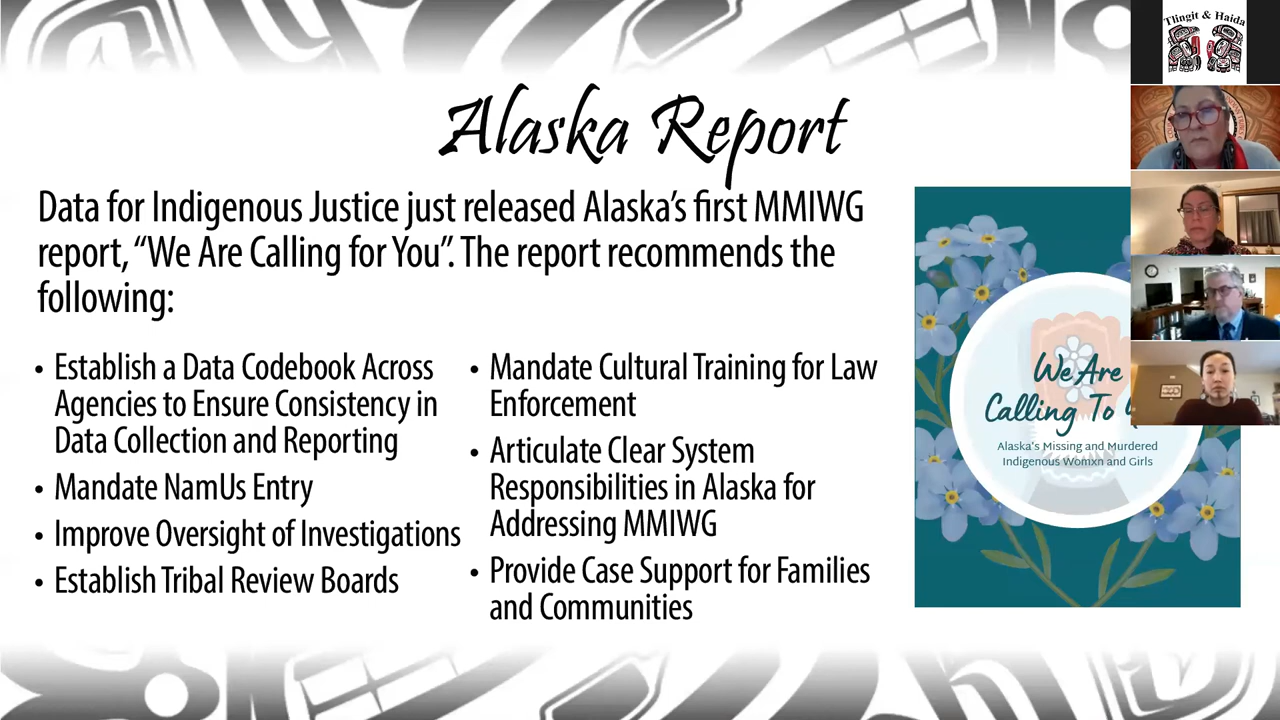 Alaska Report
Data for Indigenous Justice just released Alaska’s first MMIWG
report, “We Are Calling for You”. The report recommends the
following:
• Establish a Data Codebook Across
Agencies to Ensure Consistency in
Data Collection and Reporting
• Mandate NamUs Entry
• Improve Oversight of Investigations
• Establish Tribal Review Boards
• Mandate Cultural Training for Law
Enforcement
• Articulate Clear System
Responsibilities in Alaska for
Addressing MMIWG
• Provide Case Support for Families
and Communities
We Are
Calling To
Alaska's Missing and Murdered
Indigenous Womxn and Girls
Tlingit & Haida